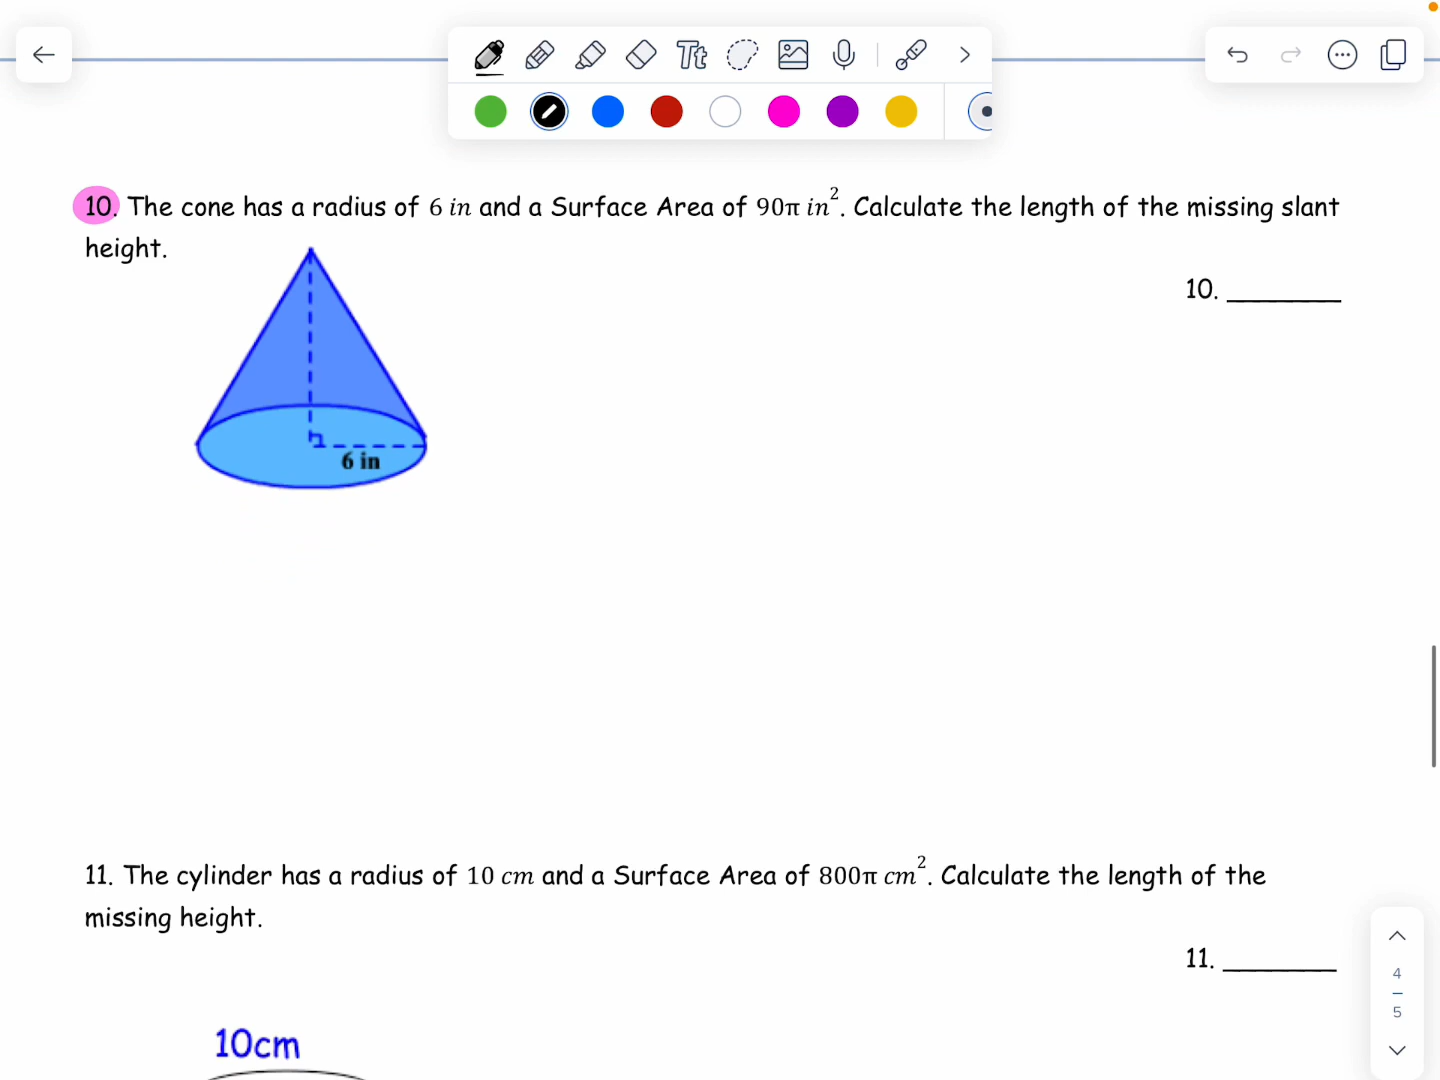 Tt
10. The cone has a radius of 6 in and a Surface Area of 90π in². Calculate the length of the missing slant
height.
10. ________
6 in
11. The cylinder has a radius of 10 cm and a Surface Area of 800π cm². Calculate the length of the
missing height.
11. ________
10cm
4
5